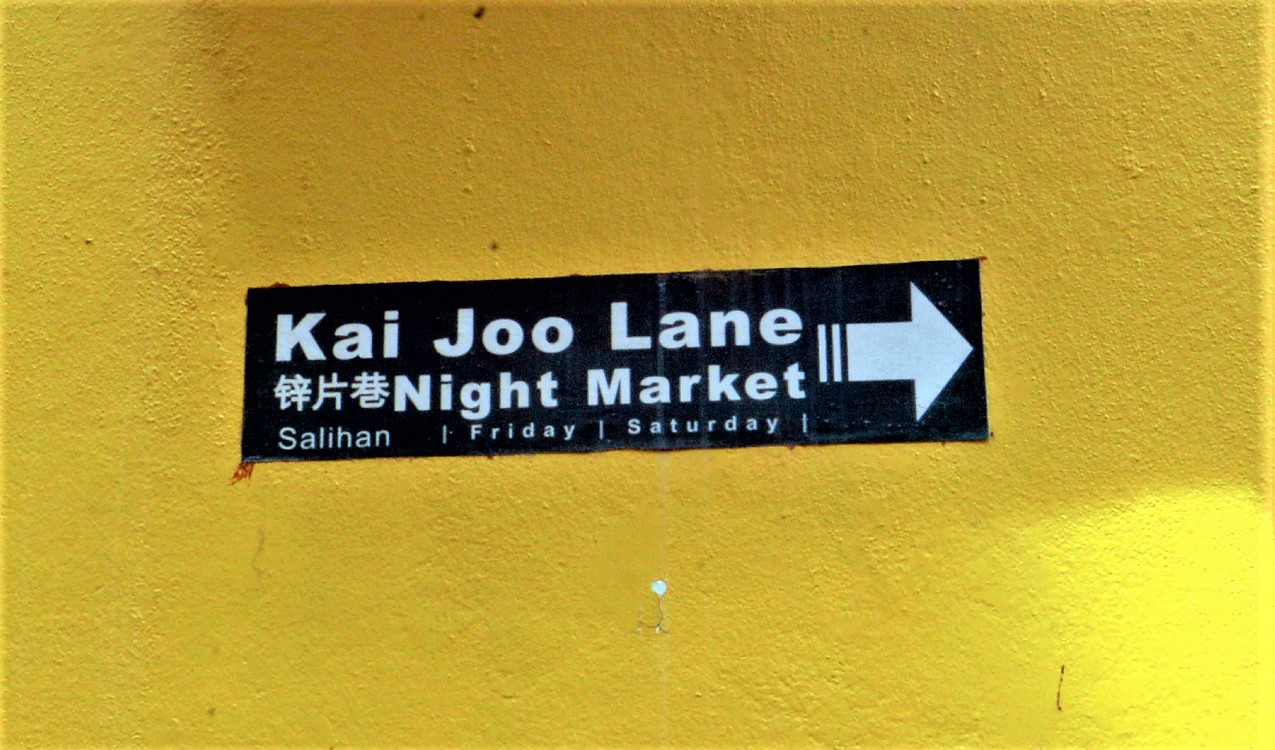 Kai Joo Lane
锌片巷Night Market
Salihan | Friday | Saturday |